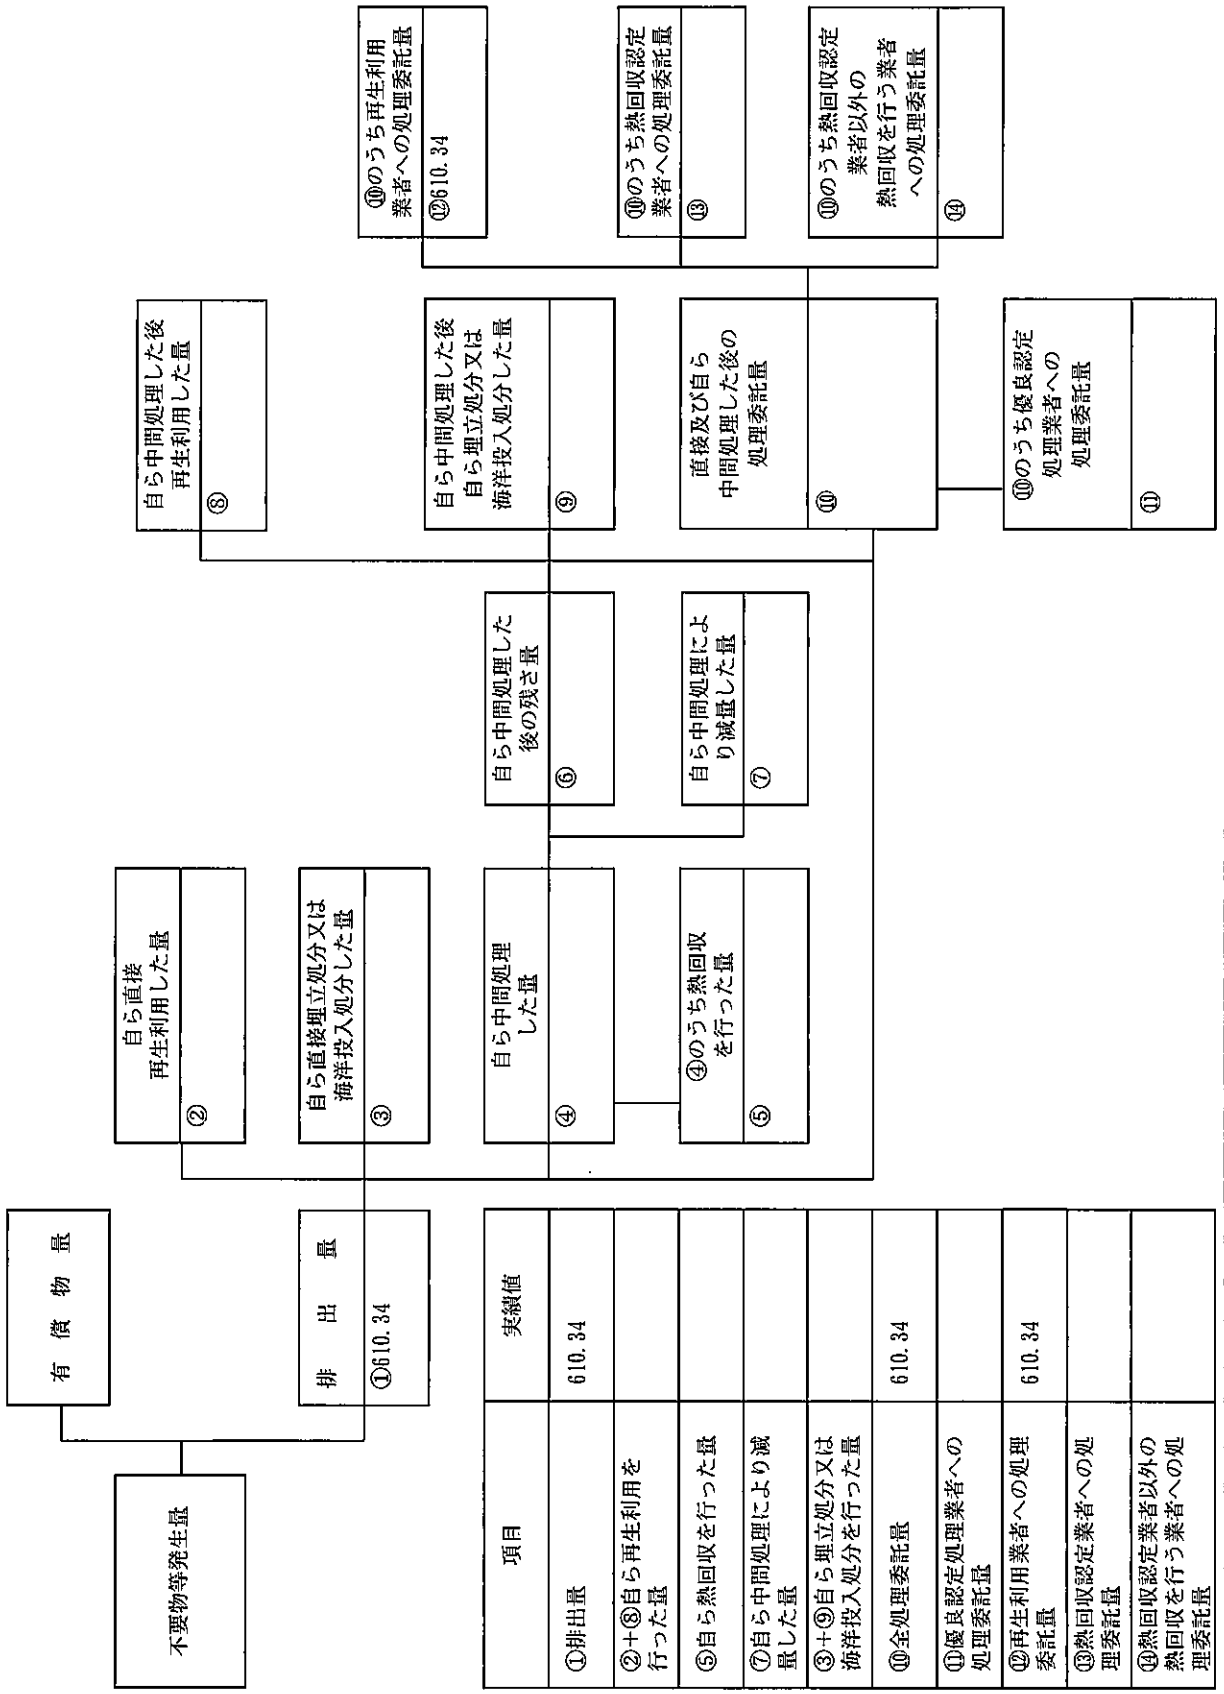 不要物等発生量
有償物量
排出量
①610.34
自ら直接
再生利用した量
②
自ら直接埋立処分又は
海洋投入処分した量
③
自ら中間処理
した量
④
④のうち熱回収
を行った量
⑤
自ら中間処理した
後の残さ量
⑥
自ら中間処理によ
り減量した量
⑦
自ら中間処理した後
再生利用した量
⑧
自ら中間処理した後
自ら埋立処分又は
海洋投入処分した量
⑨
直接及び自ら
中間処理した後の
処理委託量
⑩
⑩のうち優良認定
処理業者への
処理委託量
⑪
⑩のうち再生利用
業者への処理委託量
⑫610.34
⑩のうち熱回収認定
業者への処理委託量
⑬
⑩のうち熱回収認定
業者以外の
熱回収を行う業者
への処理委託量
⑭
項目 実績値
①排出量 610.34
②+⑧自ら再生利用を
行った量
⑤自ら熱回収を行った量
⑦自ら中間処理により減
量した量
③+⑨自ら埋立処分又は
海洋投入処分を行った量
⑩全処理委託量 610.34
⑪優良認定処理業者への
処理委託量
⑫再生利用業者への処理
委託量 610.34
⑬熱回収認定業者への処
理委託量
⑭熱回収認定業者以外の
熱回収を行う業者への処
理委託量